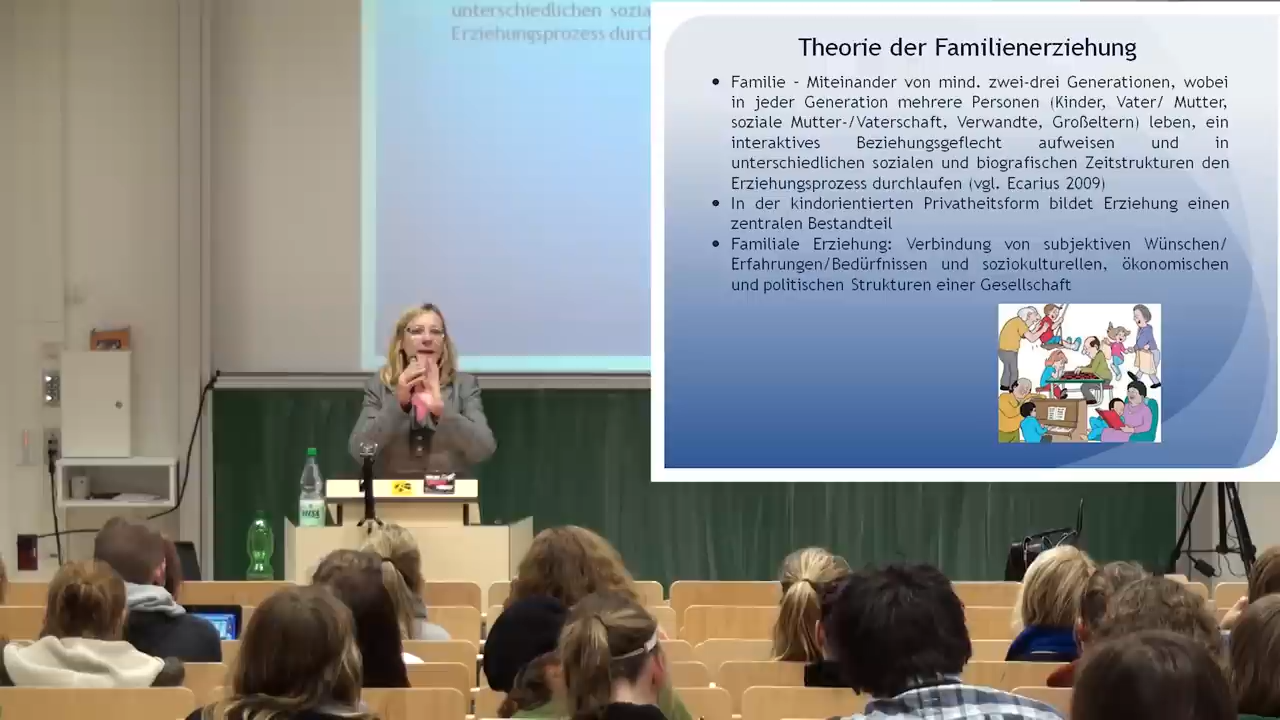 unterschiedlichen sozia
Erziehungsprozess durcl
Theorie der Familienerziehung
• Familie - Miteinander von mind. zwei-drei Generationen, wobei
in jeder Generation mehrere Personen (Kinder, Vater/ Mutter,
soziale Mutter-/Vaterschaft, Verwandte, Großeltern) leben, ein
interaktives Beziehungsgeflecht aufweisen und in
unterschiedlichen sozialen und biografischen Zeitstrukturen den
Erziehungsprozess durchlaufen (vgl. Ecarius 2009)
• In der kindorientierten Privatheitsform bildet Erziehung einen
zentralen Bestandteil
• Familiale Erziehung: Verbindung von subjektiven Wünschen/
Erfahrungen/Bedürfnissen und soziokulturellen, ökonomischen
und politischen Strukturen einer Gesellschaft